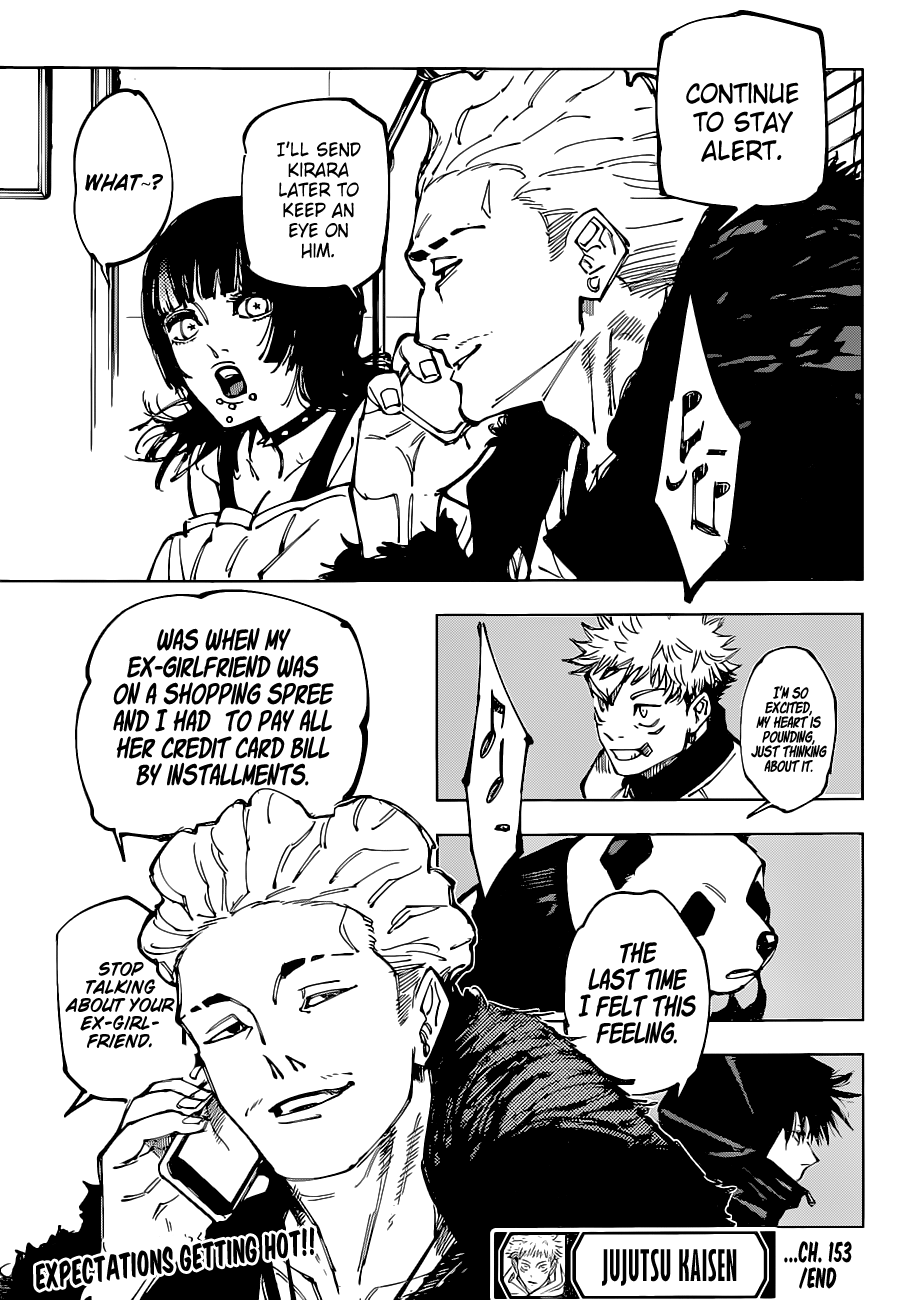 CONTINUE
TO STAY
ALERT.
I'LL SEND
KIRARA
LATER TO
KEEP AN
EYE ON
HIM.
WHAT~?
I'M SO
EXCITED,
MY HEART IS
POUNDING,
JUST THINKING
ABOUT IT.
THE
LAST TIME
I FELT THIS
FEELING.
WAS WHEN MY
EX-GIRLFRIEND WAS
ON A SHOPPING SPREE
AND I HAD TO PAY ALL
HER CREDIT CARD BILL
BY INSTALLMENTS.
STOP
TALKING
ABOUT YOUR
EX-GIRL-
FRIEND.
EXPECTATIONS GETTING HOT!!
JUJUTSU KAISEN
...CH. 153
/END